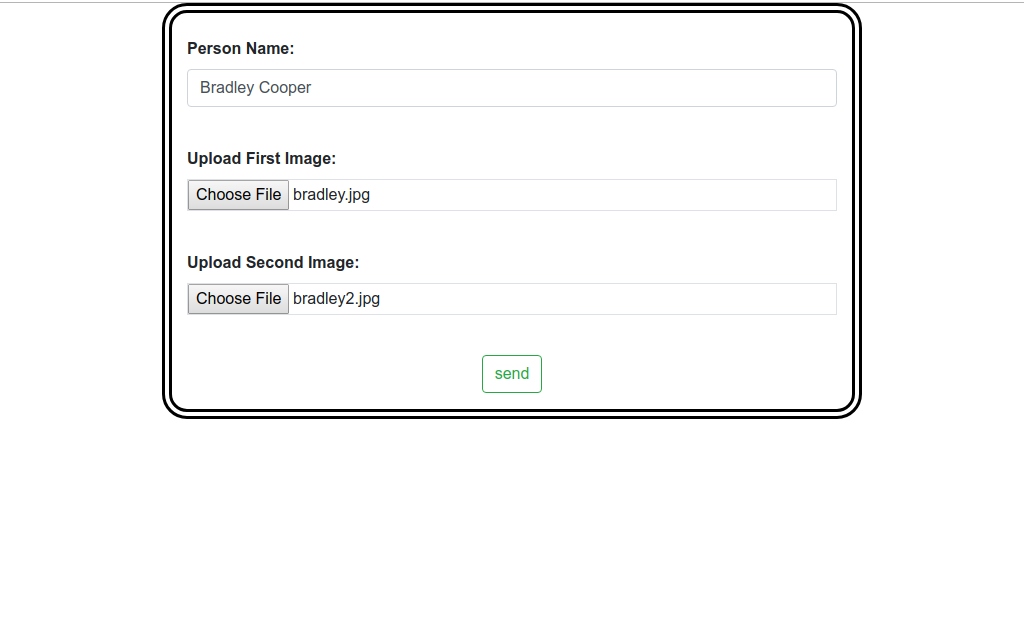 Person Name:
Bradley Cooper
Upload First Image:
Choose File bradley.jpg
Upload Second Image:
Choose File bradley2.jpg
send